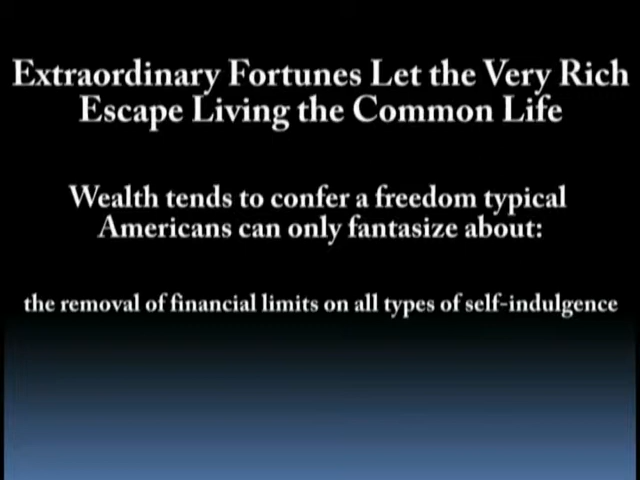 Extraordinary Fortunes Let the Very Rich
Escape Living the Common Life
Wealth tends to confer a freedom typical
Americans can only fantasize about:
the removal of financial limits on all types of self-indulgence